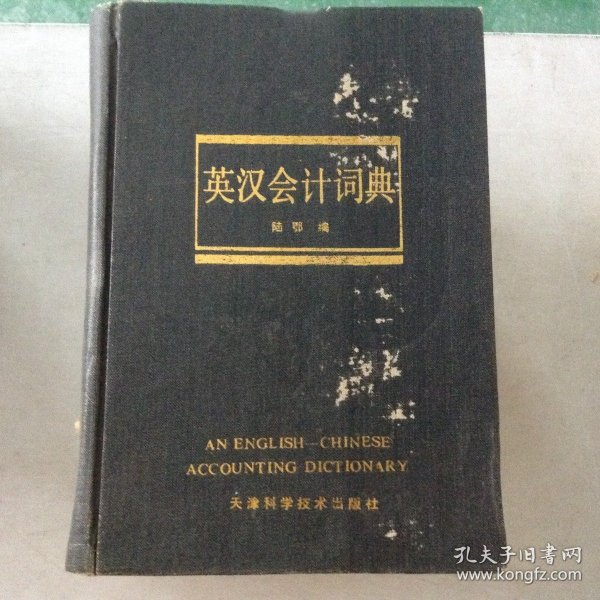 英汉会计词典
陆鄂 编
AN ENGLISH—CHINESE
ACCOUNTING DICTIONARY
天津科学技术出版社
孔夫子旧书网
www.kongfz.com